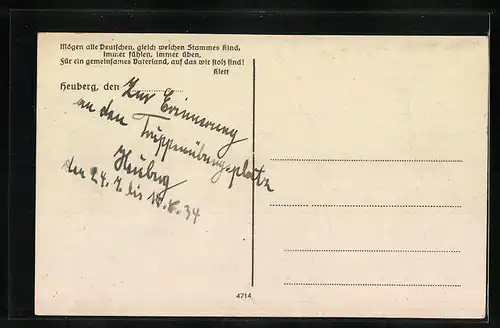 Mögen alle Deutschen, gleich welchen Stammes Kind,
immer fühlen, immer üben,
Für ein gemeinsames Vaterland, auf das wir stolz sind!
Klett
Heuberg, den
Zur Erinnerung
an den Truppenübungsplatz
Heuberg
den 24. 7. bis 10. 8. 34
4714